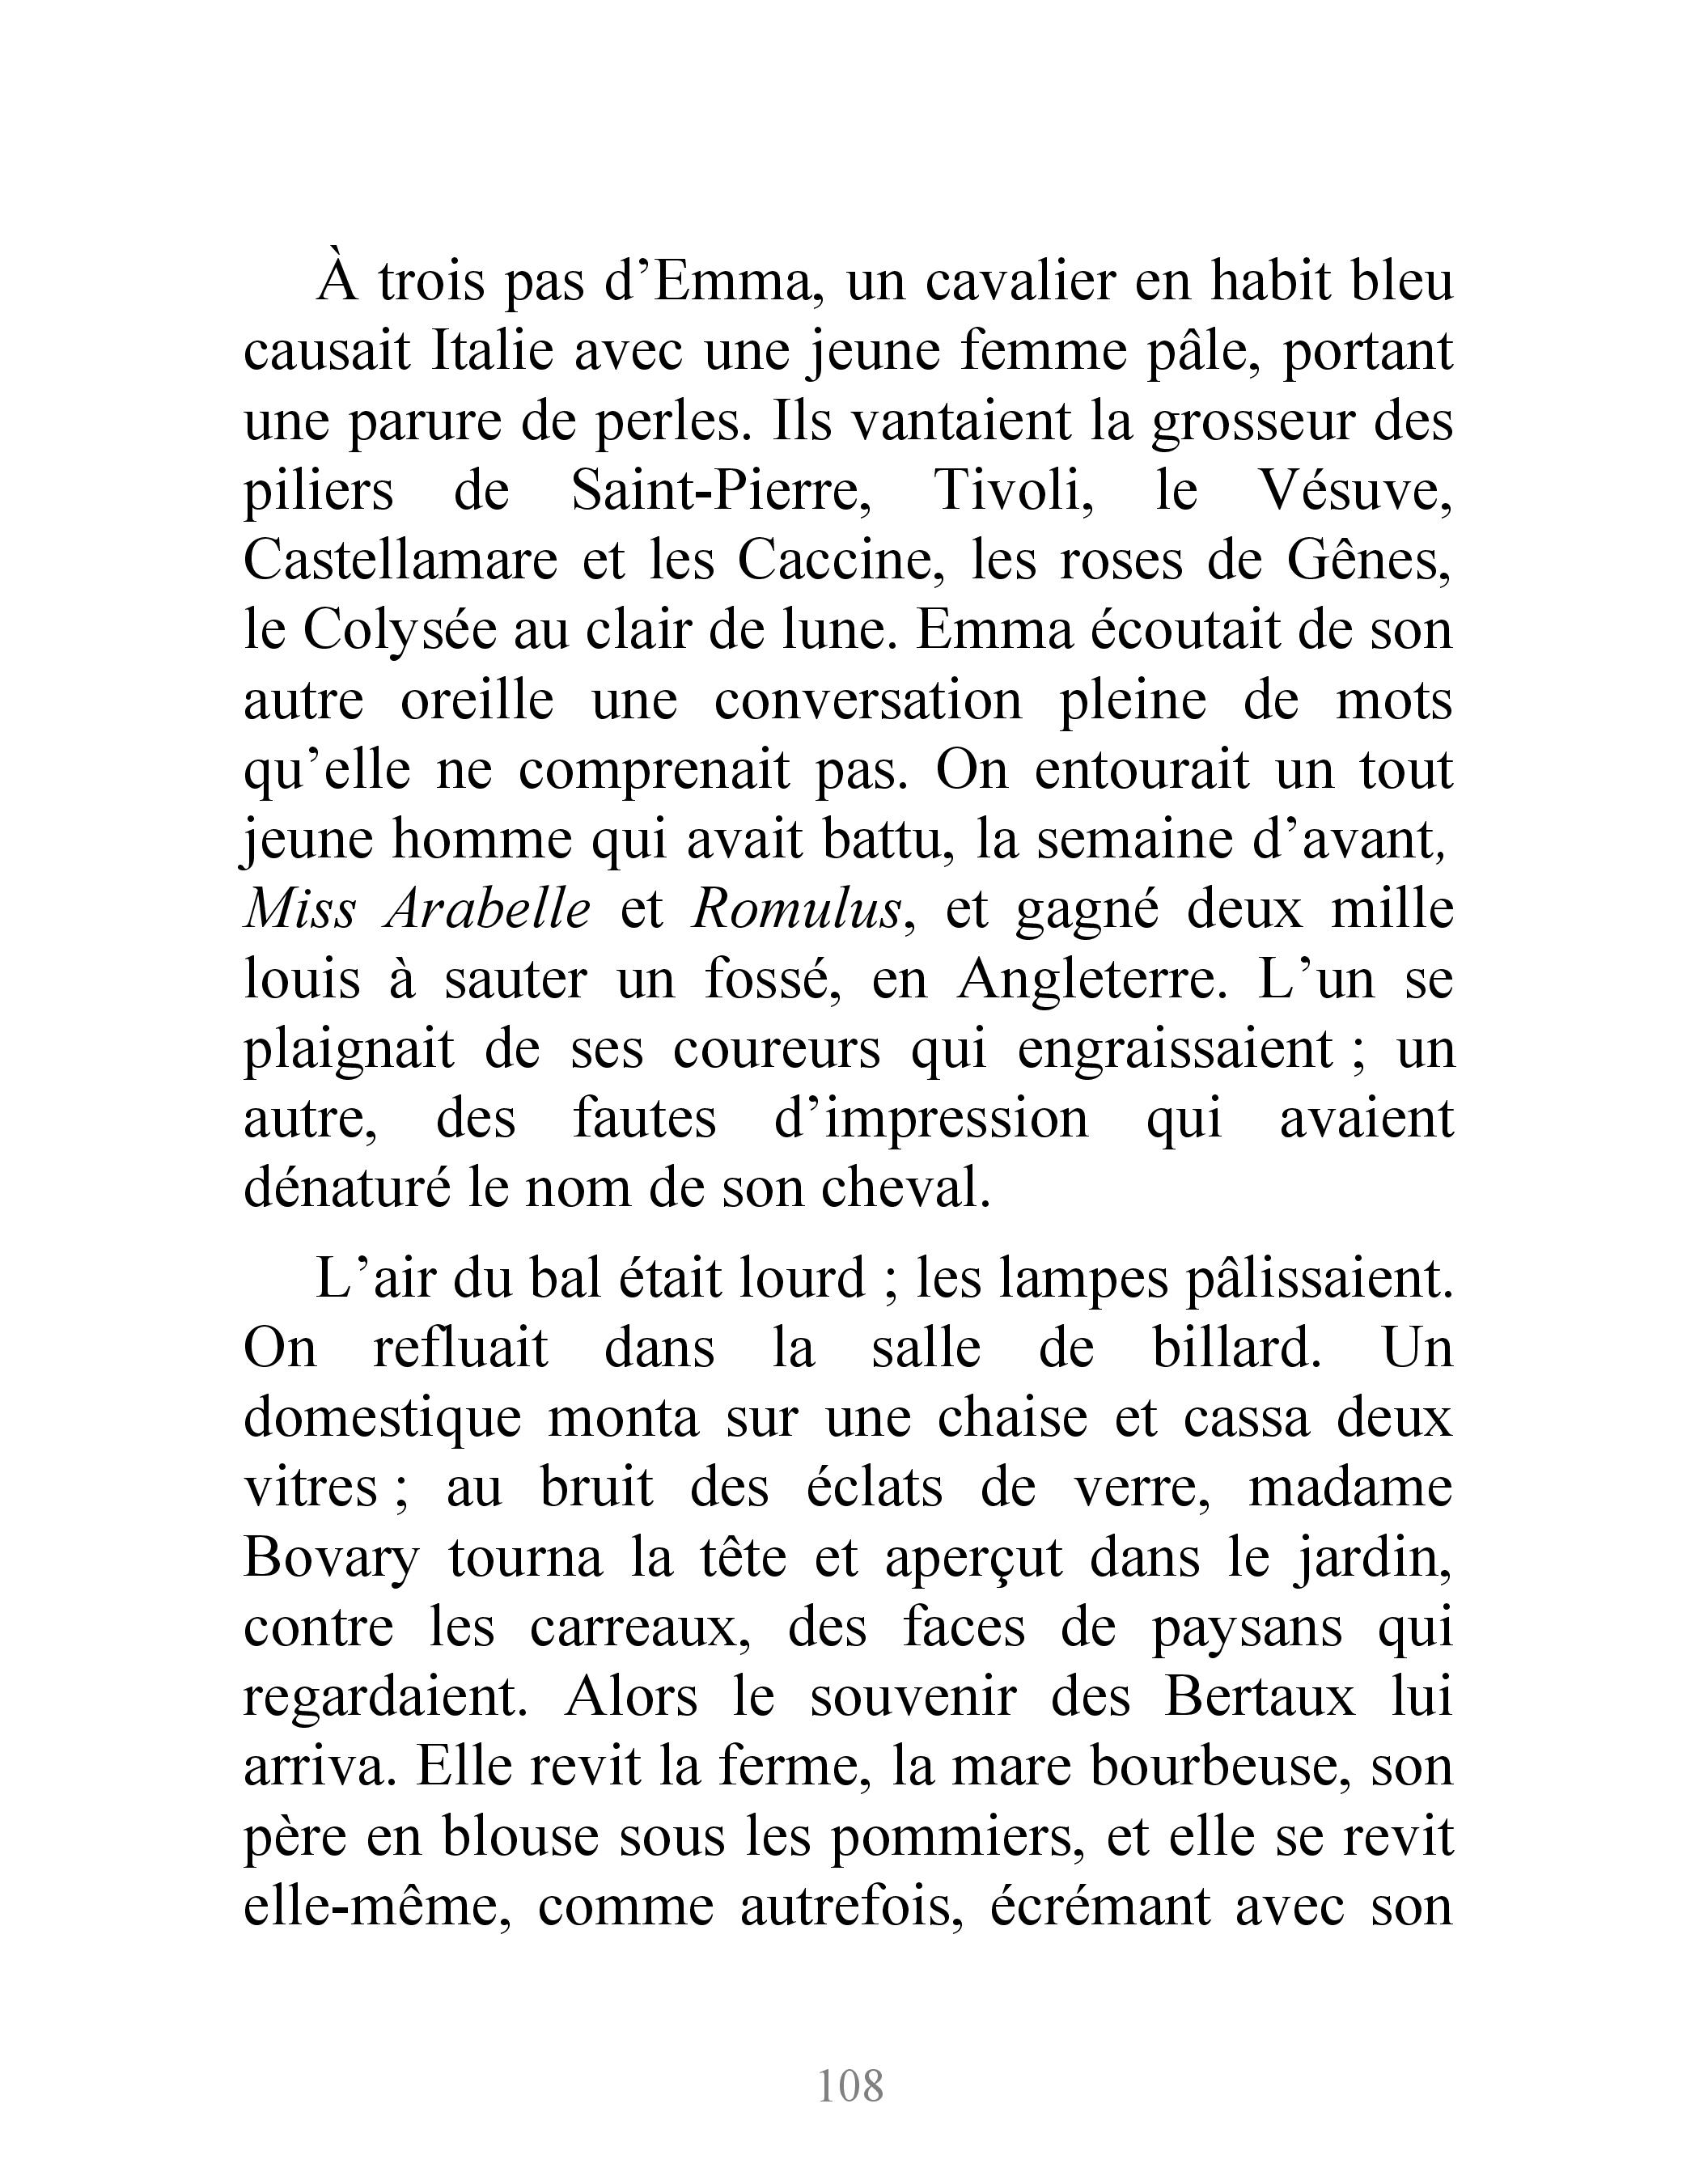 À trois pas d’Emma, un cavalier en habit bleu
causait Italie avec une jeune femme pâle, portant
une parure de perles. Ils vantaient la grosseur des
piliers de Saint-Pierre, Tivoli, le Vésuve,
Castellamare et les Caccine, les roses de Gênes,
le Colysée au clair de lune. Emma écoutait de son
autre oreille une conversation pleine de mots
qu’elle ne comprenait pas. On entourait un tout
jeune homme qui avait battu, la semaine d’avant,
Miss Arabelle et Romulus, et gagné deux mille
louis à sauter un fossé, en Angleterre. L’un se
plaignait de ses coureurs qui engraissaient ; un
autre, des fautes d’impression qui avaient
dénaturé le nom de son cheval.
L’air du bal était lourd ; les lampes pâlissaient.
On refluait dans la salle de billard. Un
domestique monta sur une chaise et cassa deux
vitres ; au bruit des éclats de verre, madame
Bovary tourna la tête et aperçut dans le jardin,
contre les carreaux, des faces de paysans qui
regardaient. Alors le souvenir des Bertaux lui
arriva. Elle revit la ferme, la mare bourbeuse, son
père en blouse sous les pommiers, et elle se revit
elle-même, comme autrefois, écrémant avec son
108